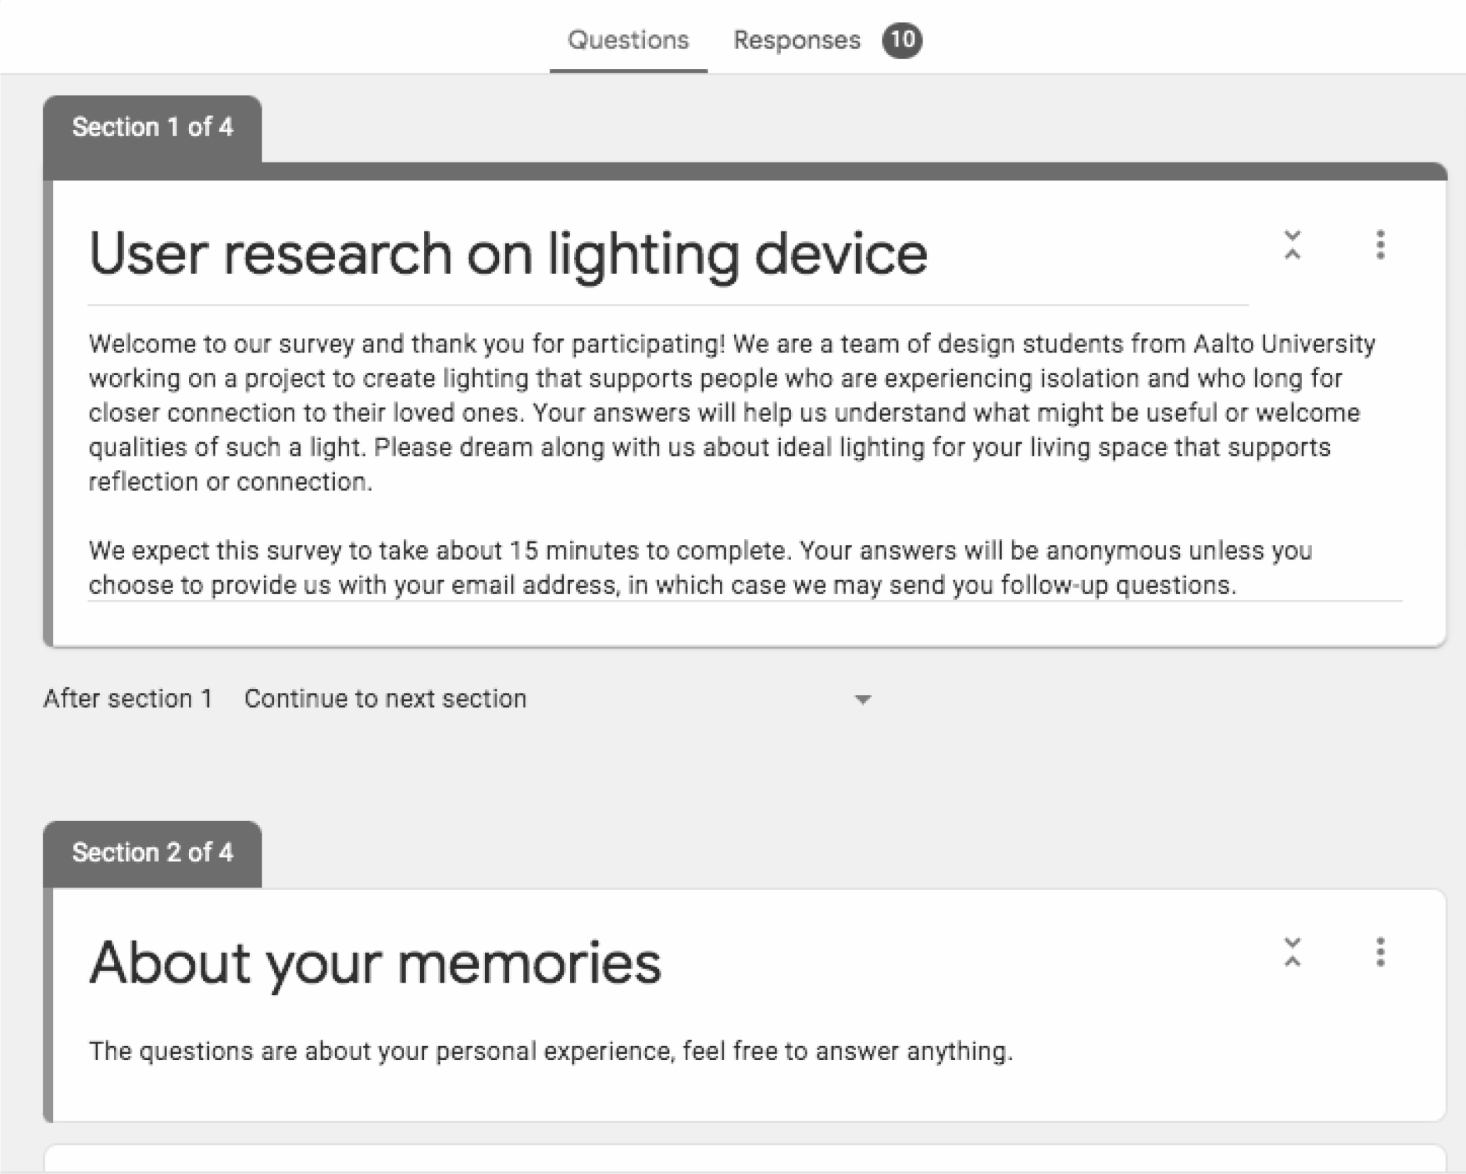 Questions Responses 10
Section 1 of 4
User research on lighting device
Welcome to our survey and thank you for participating! We are a team of design students from Aalto University
working on a project to create lighting that supports people who are experiencing isolation and who long for
closer connection to their loved ones. Your answers will help us understand what might be useful or welcome
qualities of such a light. Please dream along with us about ideal lighting for your living space that supports
reflection or connection.
We expect this survey to take about 15 minutes to complete. Your answers will be anonymous unless you
choose to provide us with your email address, in which case we may send you follow-up questions.
After section 1 Continue to next section
Section 2 of 4
About your memories
The questions are about your personal experience, feel free to answer anything.